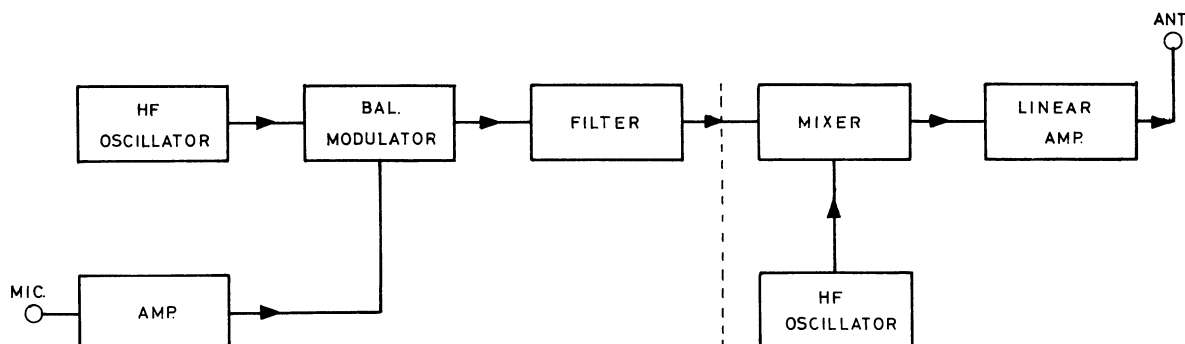 ANT
HF
OSCILLATOR
BAL.
MODULATOR
FILTER
MIXER
LINEAR
AMP.
MIC.
AMP.
HF
OSCILLATOR